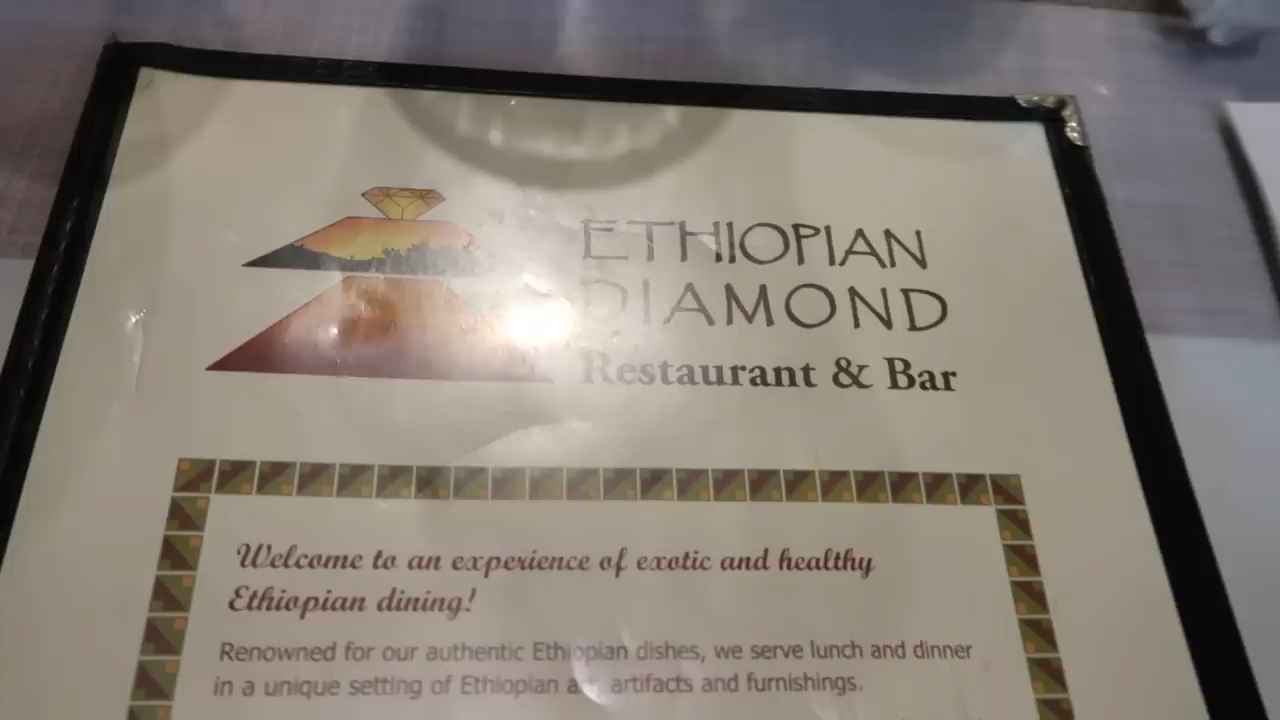 ETHIOPIAN
DIAMOND
Restaurant & Bar
Welcome to an experience of exotic and healthy
Ethiopian dining!
Renowned for our authentic Ethiopian dishes, we serve lunch and dinner
in a unique setting of Ethiopian art, artifacts and furnishings.